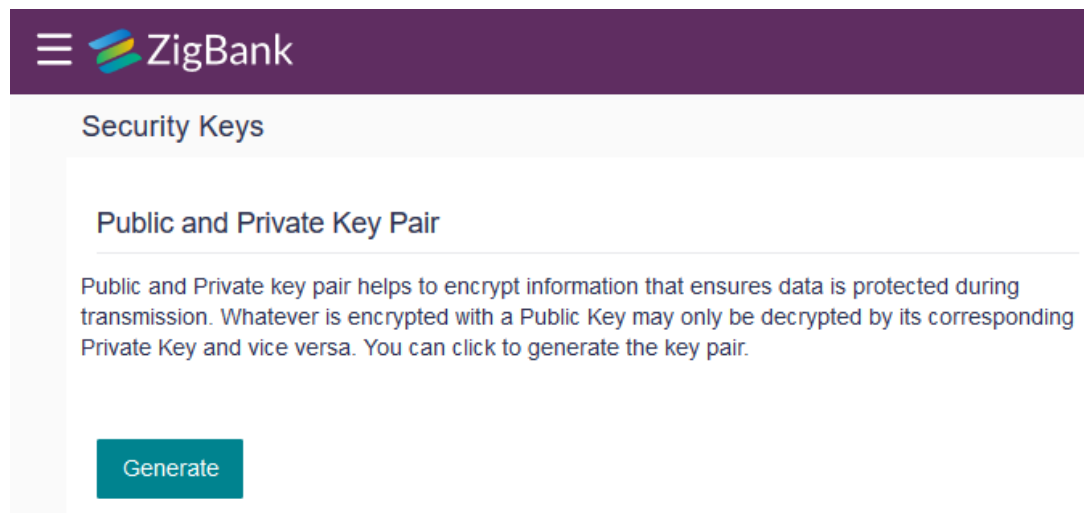 ZigBank
Security Keys
Public and Private Key Pair
Public and Private key pair helps to encrypt information that ensures data is protected during
transmission. Whatever is encrypted with a Public Key may only be decrypted by its corresponding
Private Key and vice versa. You can click to generate the key pair.
Generate